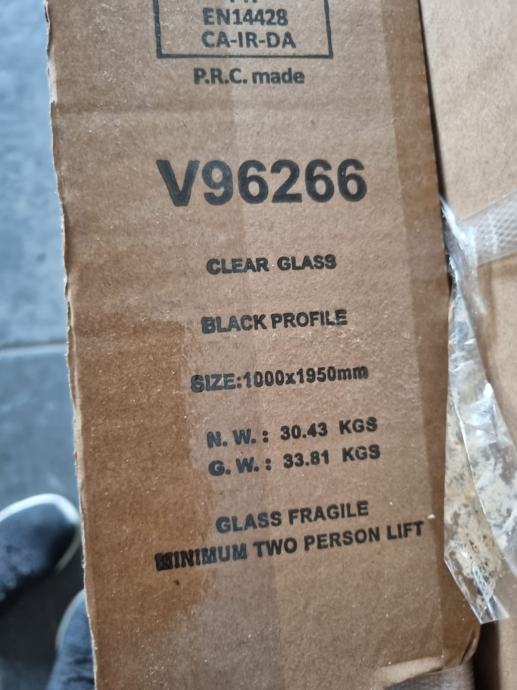 EN14428
CA-IR-DA
P.R.C. made
V96266
CLEAR GLASS
BLACK PROFILE
SIZE:1000x1950mm
N. W. : 30.43 KGS
G. W. : 33.81 KGS
GLASS FRAGILE
MINIMUM TWO PERSON LIFT